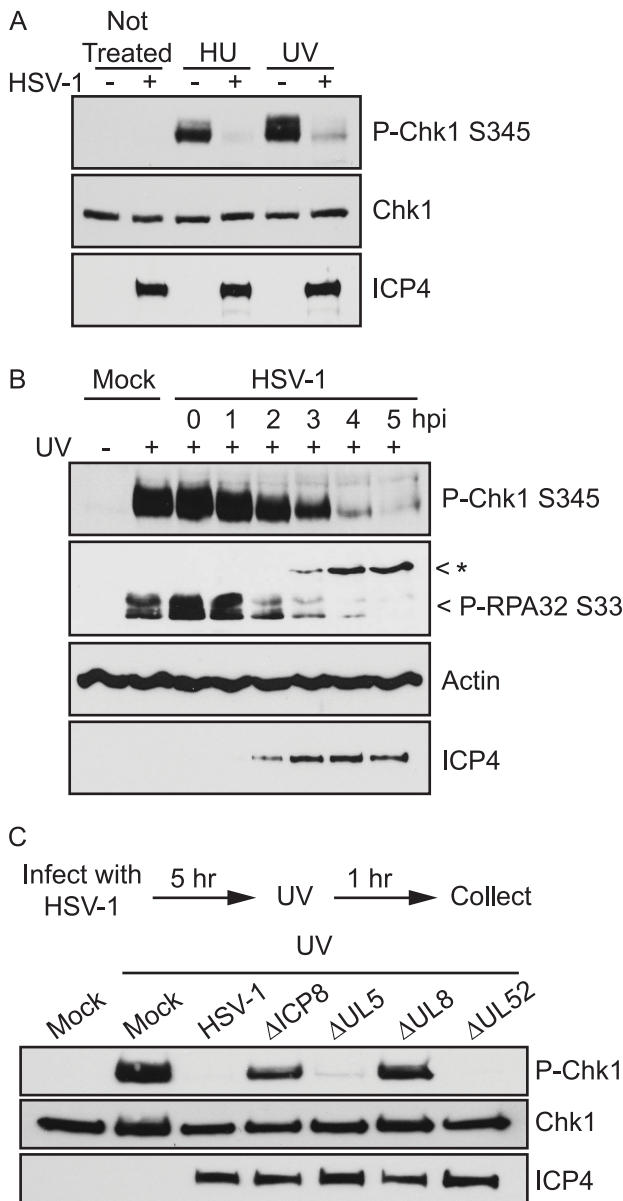 A
Not
Treated HU UV
HSV-1 - + - + - +
P-Chk1 S345
Chk1
ICP4
B
Mock HSV-1
0 1 2 3 4 5 hpi
UV - + + + + + + +
P-Chk1 S345
< *
< P-RPA32 S33
Actin
ICP4
C
Infect with
HSV-1 5 hr UV 1 hr Collect
UV
Mock Mock HSV-1 ΔICP8 ΔUL5 ΔUL8 ΔUL52
P-Chk1
Chk1
ICP4